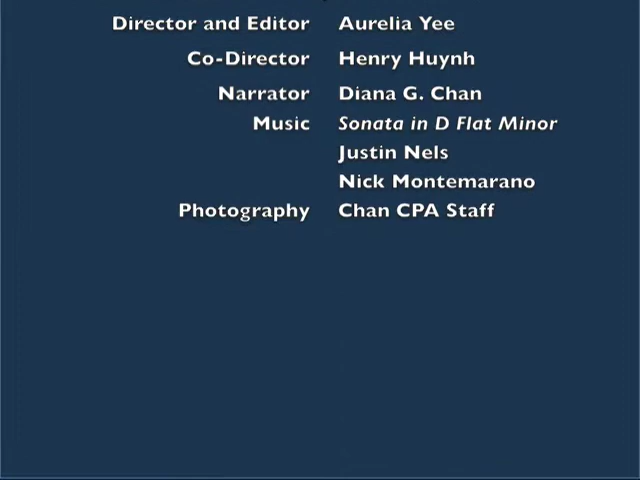 Director and Editor Aurelia Yee
Co-Director Henry Huynh
Narrator Diana G. Chan
Music Sonata in D Flat Minor
Justin Nels
Nick Montemarano
Photography Chan CPA Staff